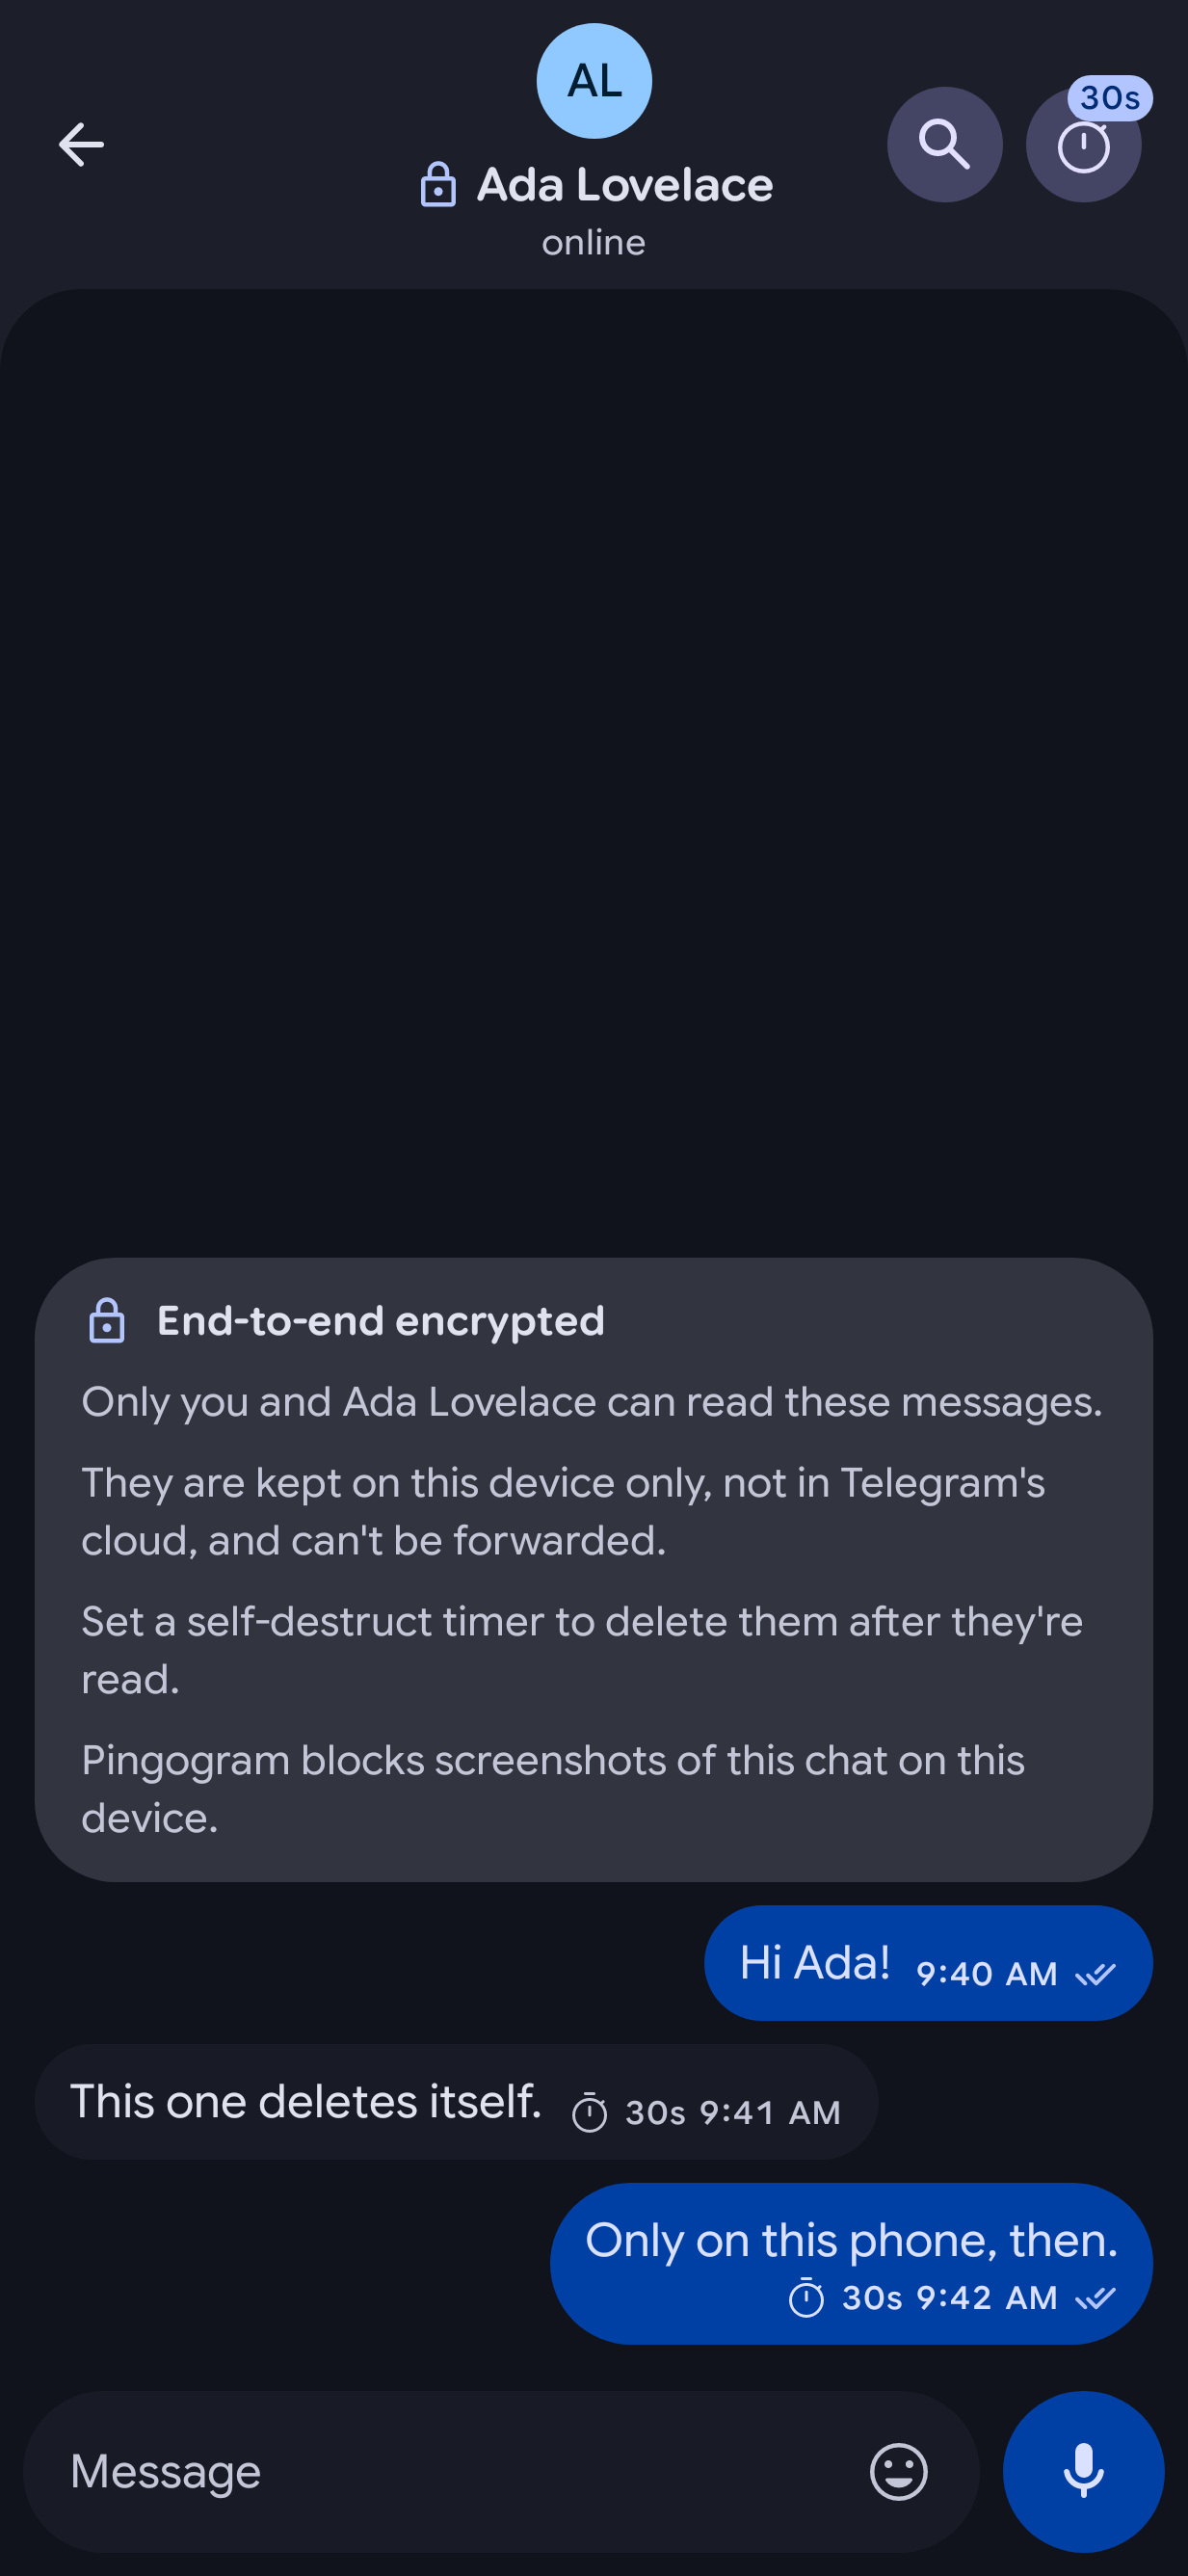 AL
30s
Ada Lovelace
online
End-to-end encrypted
Only you and Ada Lovelace can read these messages.
They are kept on this device only, not in Telegram's
cloud, and can't be forwarded.
Set a self-destruct timer to delete them after they're
read.
Pingogram blocks screenshots of this chat on this
device.
Hi Ada! 9:40 AM
This one deletes itself. 30s 9:41 AM
Only on this phone, then.
30s 9:42 AM
Message